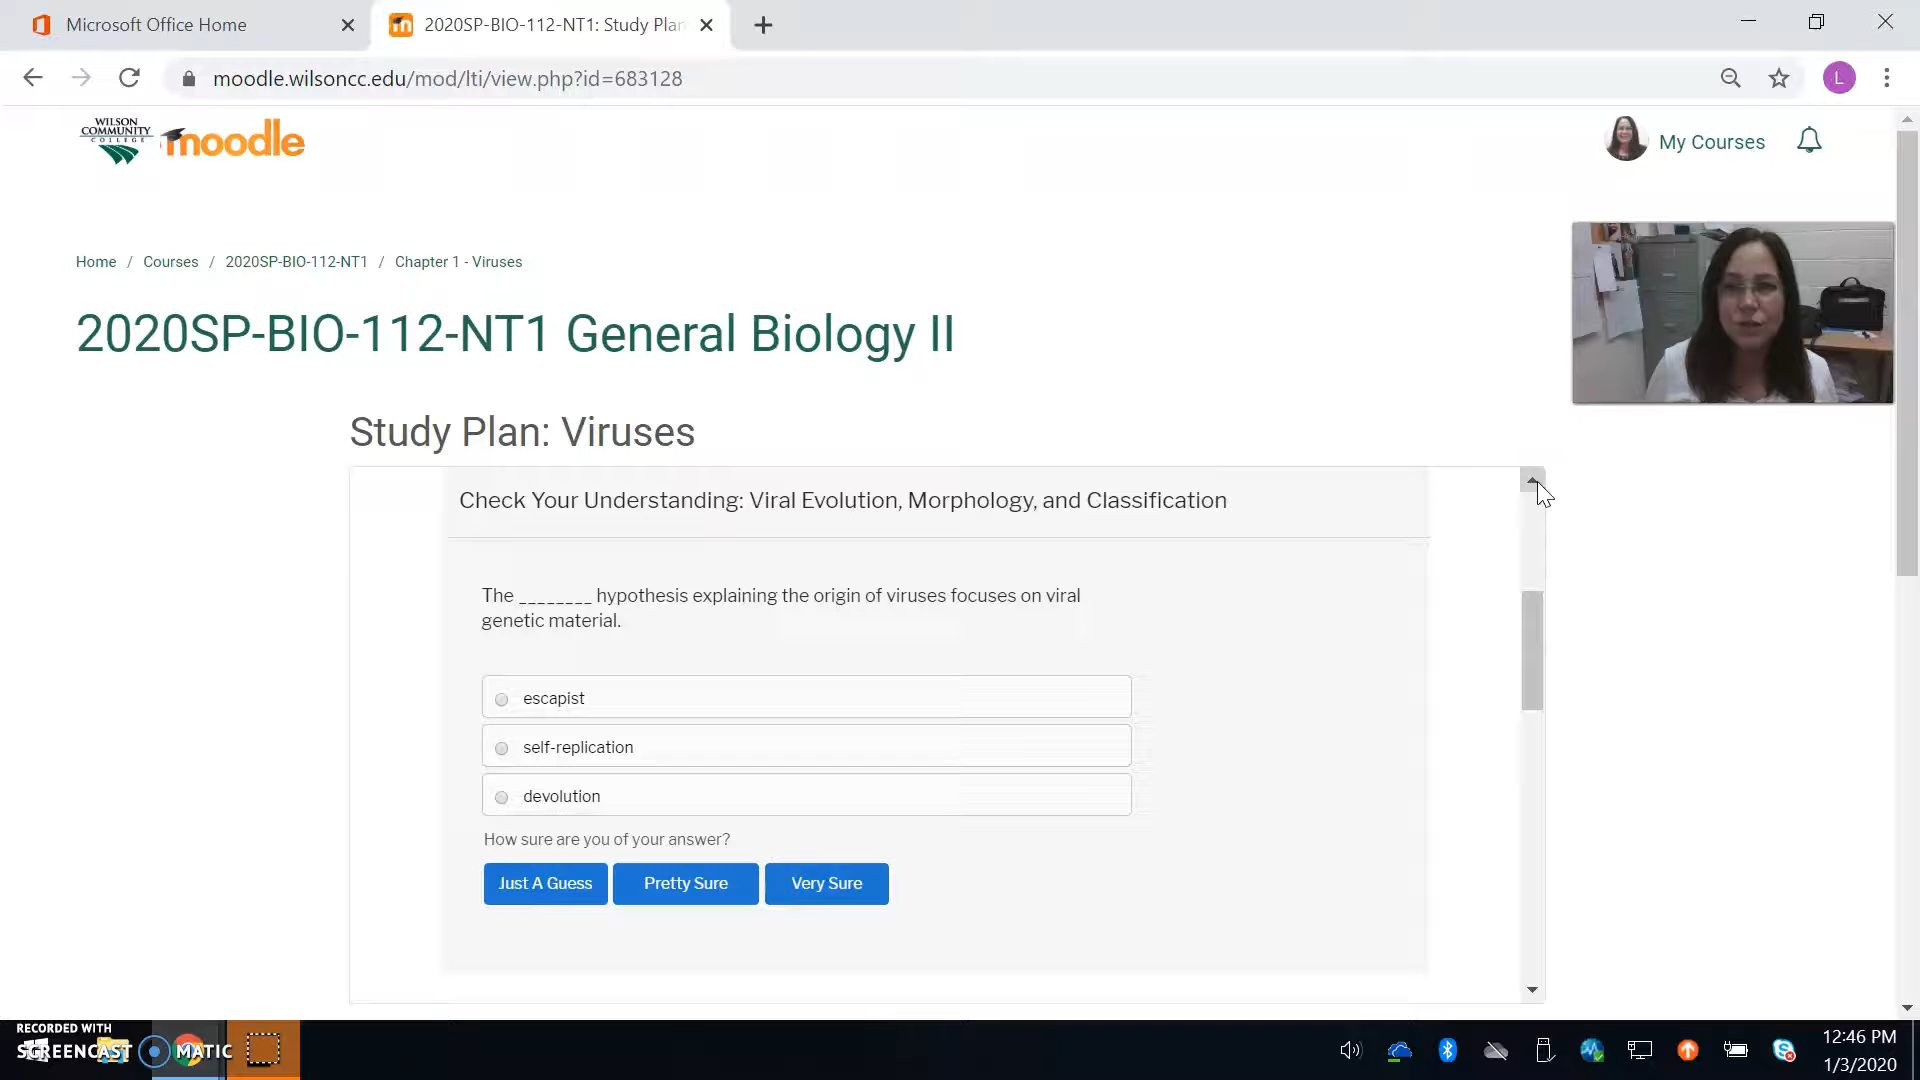 Microsoft Office Home
2020SP-BIO-112-NT1: Study Plan
moodle.wilsoncc.edu/mod/lti/view.php?id=683128
L
WILSON
COMMUNITY
COLLEGE
moodle
My Courses
Home / Courses / 2020SP-BIO-112-NT1 / Chapter 1 - Viruses
2020SP-BIO-112-NT1 General Biology II
Study Plan: Viruses
Check Your Understanding: Viral Evolution, Morphology, and Classification
The ________ hypothesis explaining the origin of viruses focuses on viral
genetic material.
escapist
self-replication
devolution
How sure are you of your answer?
Just A Guess
Pretty Sure
Very Sure
RECORDED WITH
SCREENCAST MATIC
12:46 PM
1/3/2020